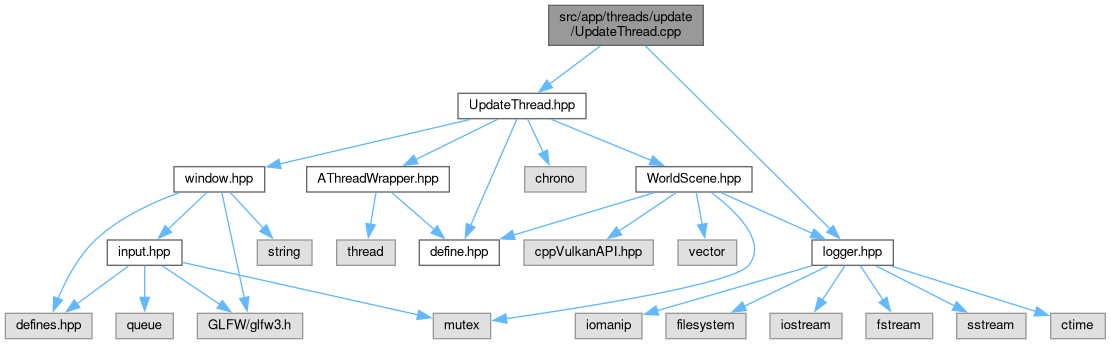 src/app/threads/update
/UpdateThread.cpp
UpdateThread.hpp
window.hpp
AThreadWrapper.hpp
chrono
WorldScene.hpp
input.hpp
string
thread
define.hpp
cppVulkanAPI.hpp
vector
logger.hpp
defines.hpp
queue
GLFW/glfw3.h
mutex
iomanip
filesystem
iostream
fstream
sstream
ctime